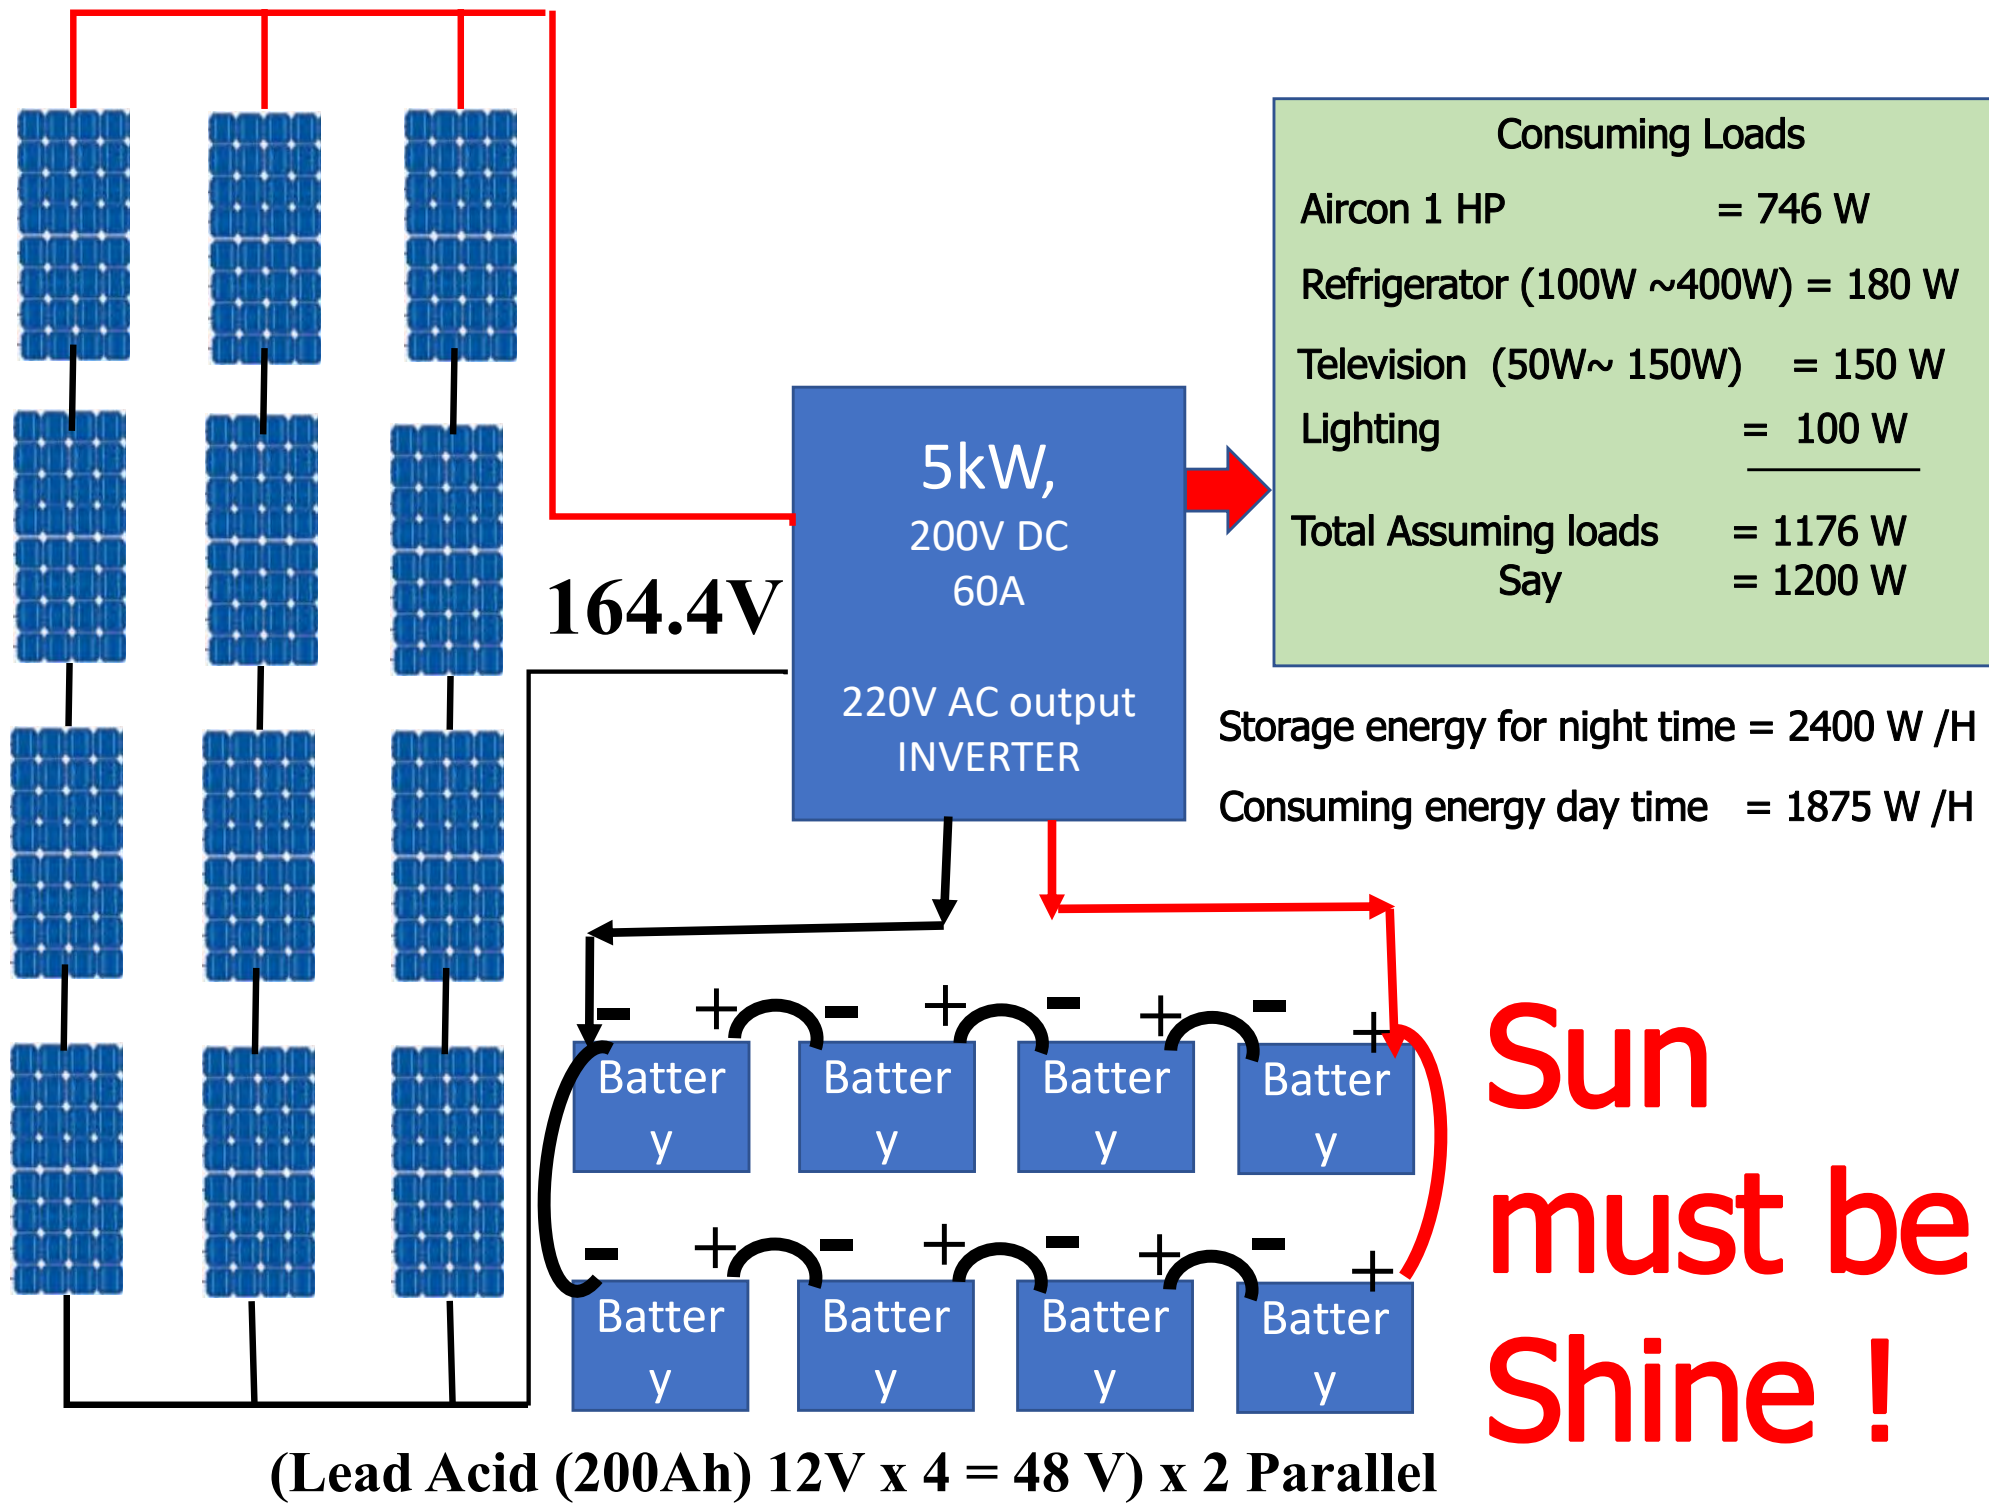 Consuming Loads
Aircon 1 HP = 746 W
Refrigerator (100W ~400W) = 180 W
Television (50W~ 150W) = 150 W
Lighting = 100 W
Total Assuming loads = 1176 W
Say = 1200 W
5kW,
200V DC
60A
220V AC output
INVERTER
164.4V
Storage energy for night time = 2400 W /H
Consuming energy day time = 1875 W /H
- + - + - + - +
Batter
y
Batter
y
Batter
y
Batter
y
- + - + - + - +
Batter
y
Batter
y
Batter
y
Batter
y
Sun
must be
Shine !
(Lead Acid (200Ah) 12V x 4 = 48 V) x 2 Parallel